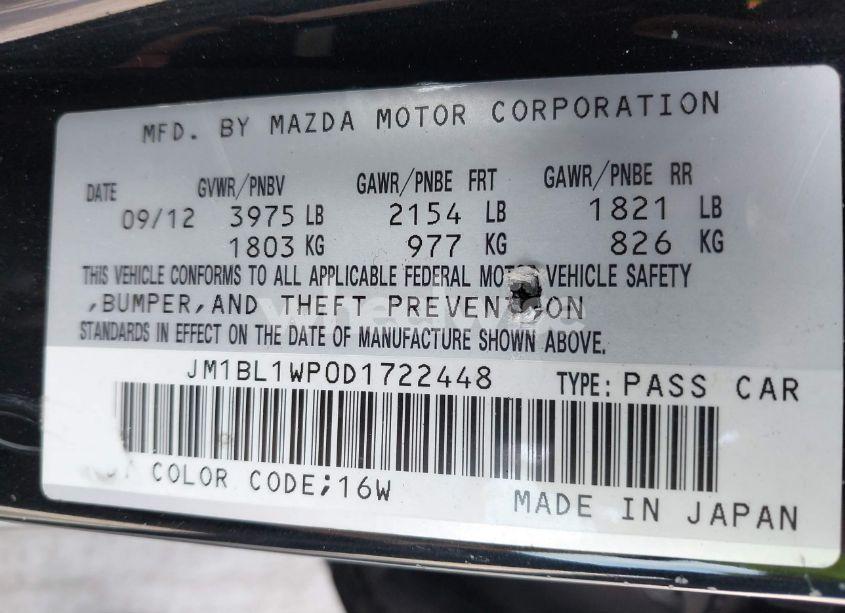 MFD. BY MAZDA MOTOR CORPORATION
DATE GVWR/PNBV GAWR/PNBE FRT GAWR/PNBE RR
09/12 3975 LB 2154 LB 1821 LB
1803 KG 977 KG 826 KG
THIS VEHICLE CONFORMS TO ALL APPLICABLE FEDERAL MOTOR VEHICLE SAFETY
,BUMPER,AND THEFT PREVENTION
STANDARDS IN EFFECT ON THE DATE OF MANUFACTURE SHOWN ABOVE.
JM1BL1WP0D1722448 TYPE: PASS CAR
COLOR CODE;16W
MADE IN JAPAN